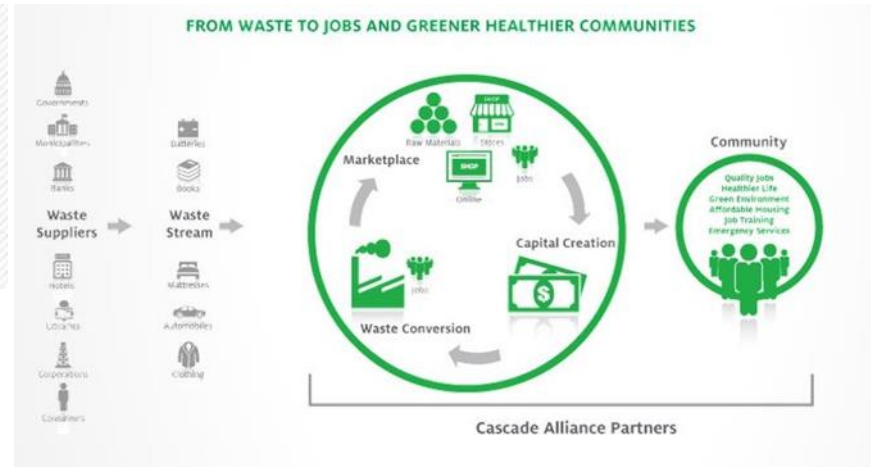 FROM WASTE TO JOBS AND GREENER HEALTHIER COMMUNITIES
Governments
Municipalities
Banks
Waste
Suppliers
Hotels
Libraries
Corporations
Consumers
Batteries
Books
Waste
Stream
Mattresses
Automobiles
Clothing
Marketplace
Raw Materials
SHOP
Stores
SHOP
Online
Jobs
Capital Creation
$
Jobs
Waste Conversion
Community
Quality Jobs
Healthier Life
Green Environment
Affordable Housing
Job Training
Emergency Services
Cascade Alliance Partners